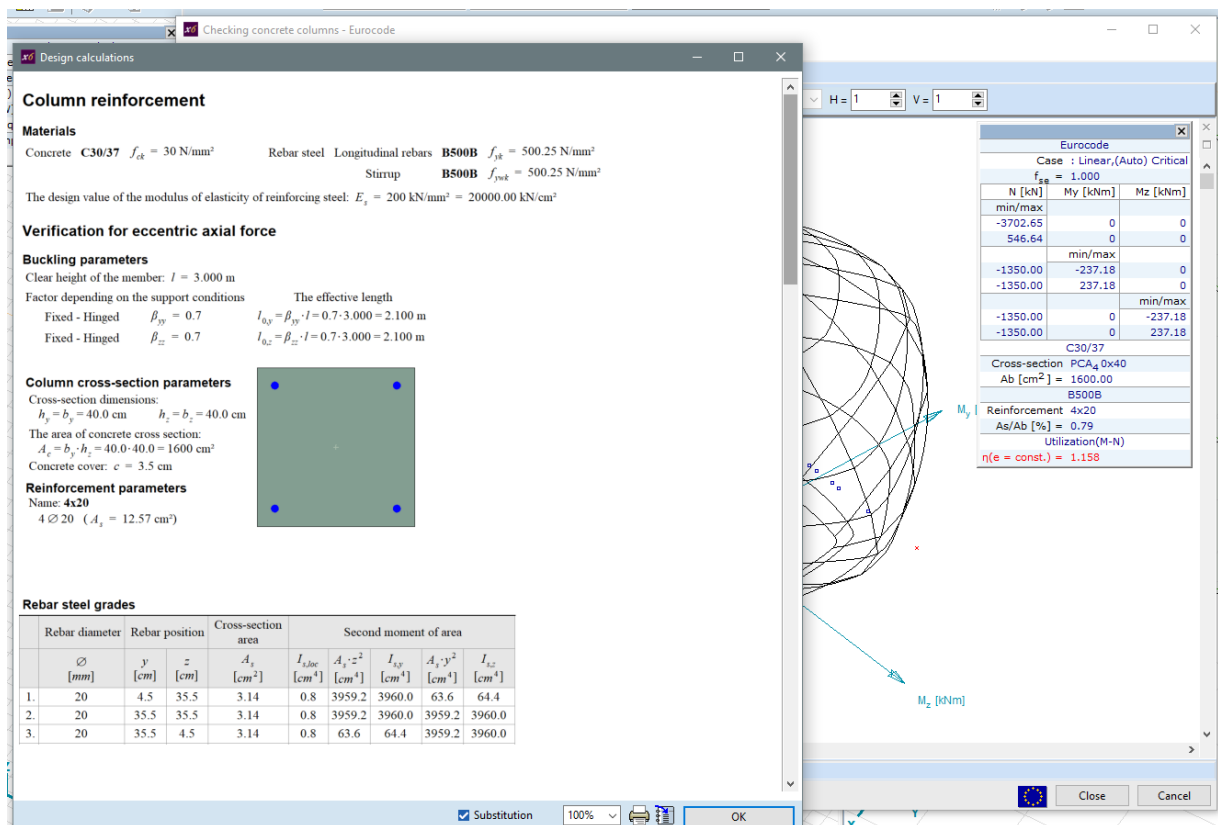 Checking concrete columns - Eurocode
Design calculations
Column reinforcement
Materials
Concrete C30/37 f_ck = 30 N/mm² Rebar steel Longitudinal rebars B500B f_yk = 500.25 N/mm²
Stirrup B500B f_ywk = 500.25 N/mm²
The design value of the modulus of elasticity of reinforcing steel: E_s = 200 kN/mm² = 20000.00 kN/cm²
Verification for eccentric axial force
Buckling parameters
Clear height of the member: l = 3.000 m
Factor depending on the support conditions The effective length
Fixed - Hinged β_yy = 0.7 l_0,y = β_yy·l = 0.7·3.000 = 2.100 m
Fixed - Hinged β_zz = 0.7 l_0,z = β_zz·l = 0.7·3.000 = 2.100 m
Column cross-section parameters
Cross-section dimensions:
h_y = b_y = 40.0 cm h_z = b_z = 40.0 cm
The area of concrete cross section:
A_c = b_y·h_z = 40.0·40.0 = 1600 cm²
Concrete cover: c = 3.5 cm
Reinforcement parameters
Name: 4x20
4 ∅ 20 (A_s = 12.57 cm²)
Rebar steel grades
Rebar diameter Rebar position Cross-section area Second moment of area
∅ y z A_s I_s,loc A_s·z² I_s,y A_s·y² I_s,z
[mm] [cm] [cm] [cm²] [cm⁴] [cm⁴] [cm⁴] [cm⁴] [cm⁴]
1. 20 4.5 35.5 3.14 0.8 3959.2 3960.0 63.6 64.4
2. 20 35.5 35.5 3.14 0.8 3959.2 3960.0 3959.2 3960.0
3. 20 35.5 4.5 3.14 0.8 63.6 64.4 3959.2 3960.0
Substitution 100% OK
H = 1 V = 1
Eurocode
Case : Linear,(Auto) Critical
f_se = 1.000
N [kN] My [kNm] Mz [kNm]
min/max
-3702.65 0 0
546.64 0 0
min/max
-1350.00 -237.18 0
-1350.00 237.18 0
min/max
-1350.00 0 -237.18
-1350.00 0 237.18
C30/37
Cross-section PCA_4 0x40
Ab [cm²] = 1600.00
B500B
Reinforcement 4x20
As/Ab [%] = 0.79
Utilization(M-N)
η(e = const.) = 1.158
M_y [
M_z [kNm]
Close Cancel
X Y